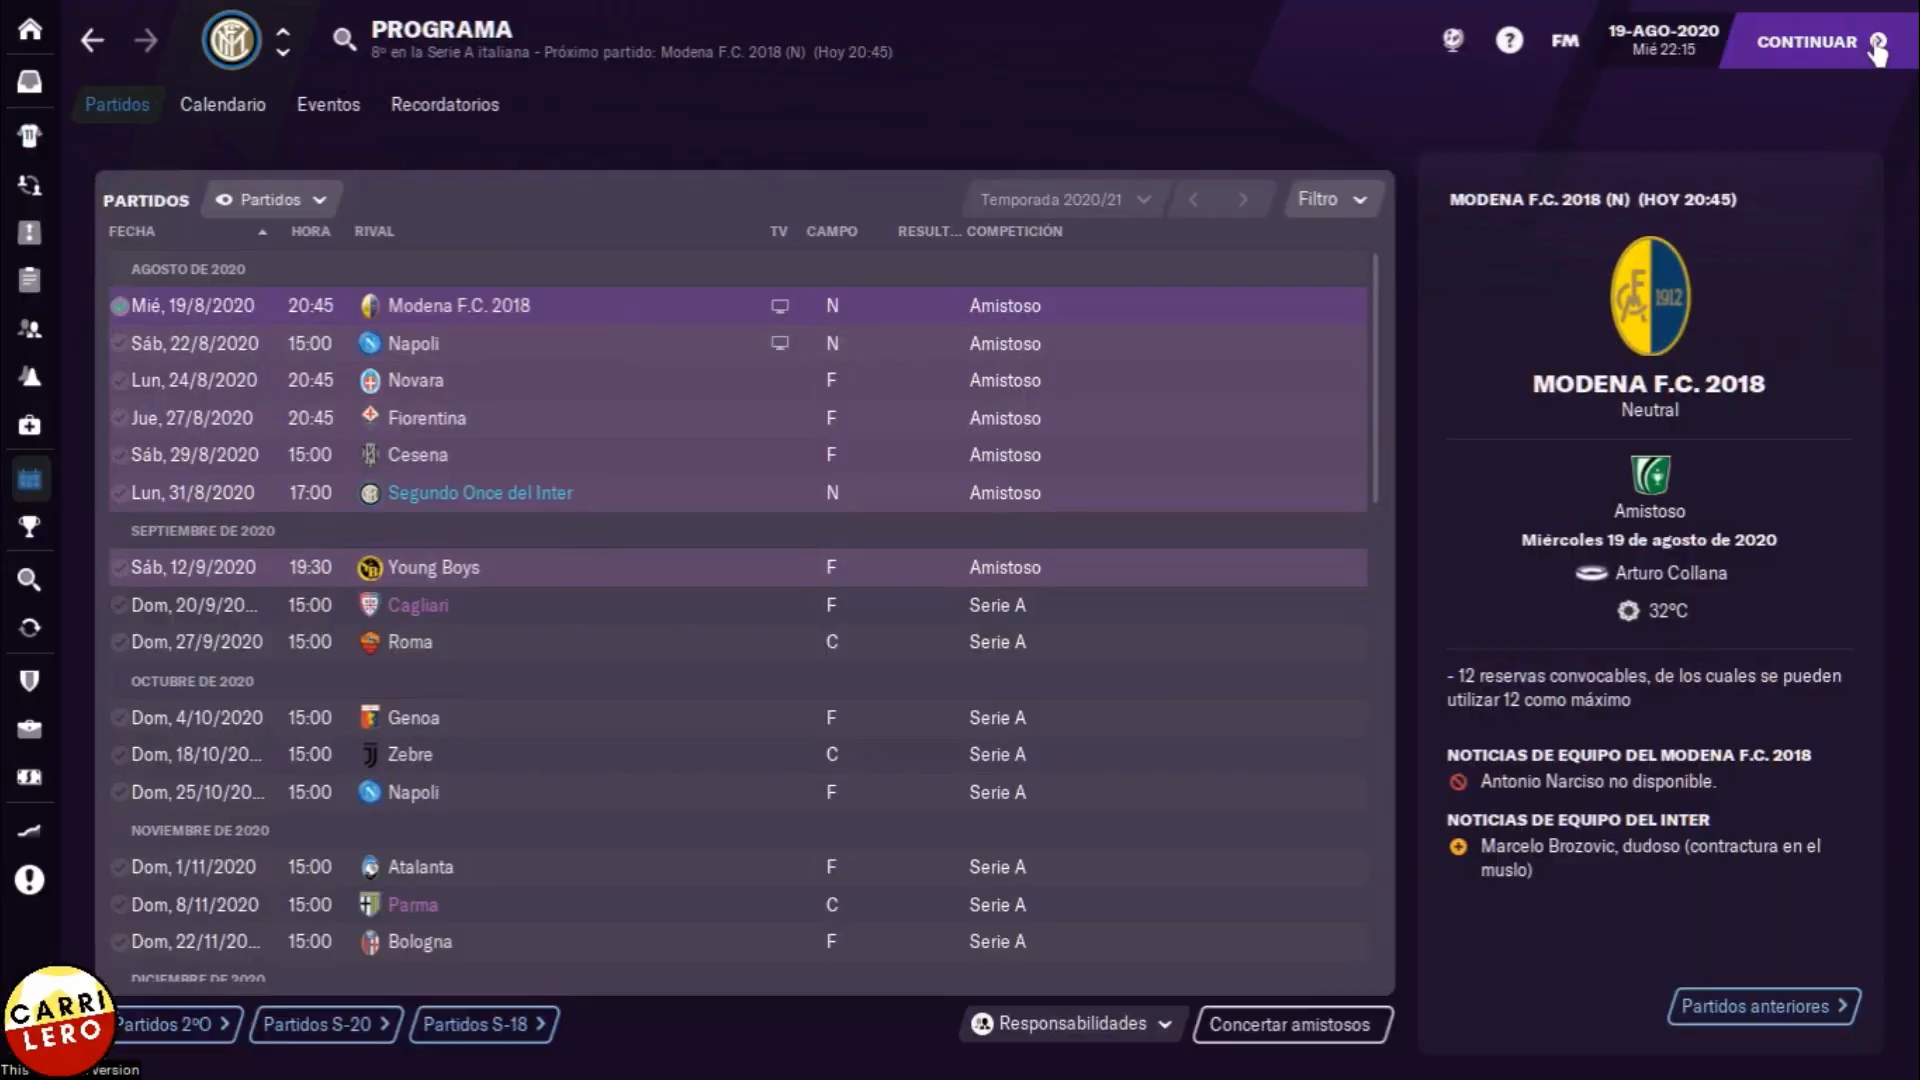 PROGRAMA
8º en la Serie A italiana - Próximo partido: Modena F.C. 2018 (N) (Hoy 20:45)
FM
19-AGO-2020
Mié 22:15
CONTINUAR
Partidos Calendario Eventos Recordatorios
PARTIDOS Partidos Temporada 2020/21 Filtro
FECHA HORA RIVAL TV CAMPO RESULT... COMPETICIÓN
AGOSTO DE 2020
Mié, 19/8/2020 20:45 Modena F.C. 2018 N Amistoso
Sáb, 22/8/2020 15:00 Napoli N Amistoso
Lun, 24/8/2020 20:45 Novara F Amistoso
Jue, 27/8/2020 20:45 Fiorentina F Amistoso
Sáb, 29/8/2020 15:00 Cesena F Amistoso
Lun, 31/8/2020 17:00 Segundo Once del Inter N Amistoso
SEPTIEMBRE DE 2020
Sáb, 12/9/2020 19:30 Young Boys F Amistoso
Dom, 20/9/20... 15:00 Cagliari F Serie A
Dom, 27/9/2020 15:00 Roma C Serie A
OCTUBRE DE 2020
Dom, 4/10/2020 15:00 Genoa F Serie A
Dom, 18/10/20... 15:00 Zebre C Serie A
Dom, 25/10/20... 15:00 Napoli F Serie A
NOVIEMBRE DE 2020
Dom, 1/11/2020 15:00 Atalanta F Serie A
Dom, 8/11/2020 15:00 Parma C Serie A
Dom, 22/11/20... 15:00 Bologna F Serie A
DICIEMBRE DE 2020
Partidos 2ºO Partidos S-20 Partidos S-18
Responsabilidades Concertar amistosos
MODENA F.C. 2018 (N) (HOY 20:45)
1912
MODENA F.C. 2018
Neutral
Amistoso
Miércoles 19 de agosto de 2020
Arturo Collana
32ºC
- 12 reservas convocables, de los cuales se pueden
utilizar 12 como máximo
NOTICIAS DE EQUIPO DEL MODENA F.C. 2018
Antonio Narciso no disponible.
NOTICIAS DE EQUIPO DEL INTER
Marcelo Brozovic, dudoso (contractura en el
muslo)
Partidos anteriores
CARRI
LERO
This version